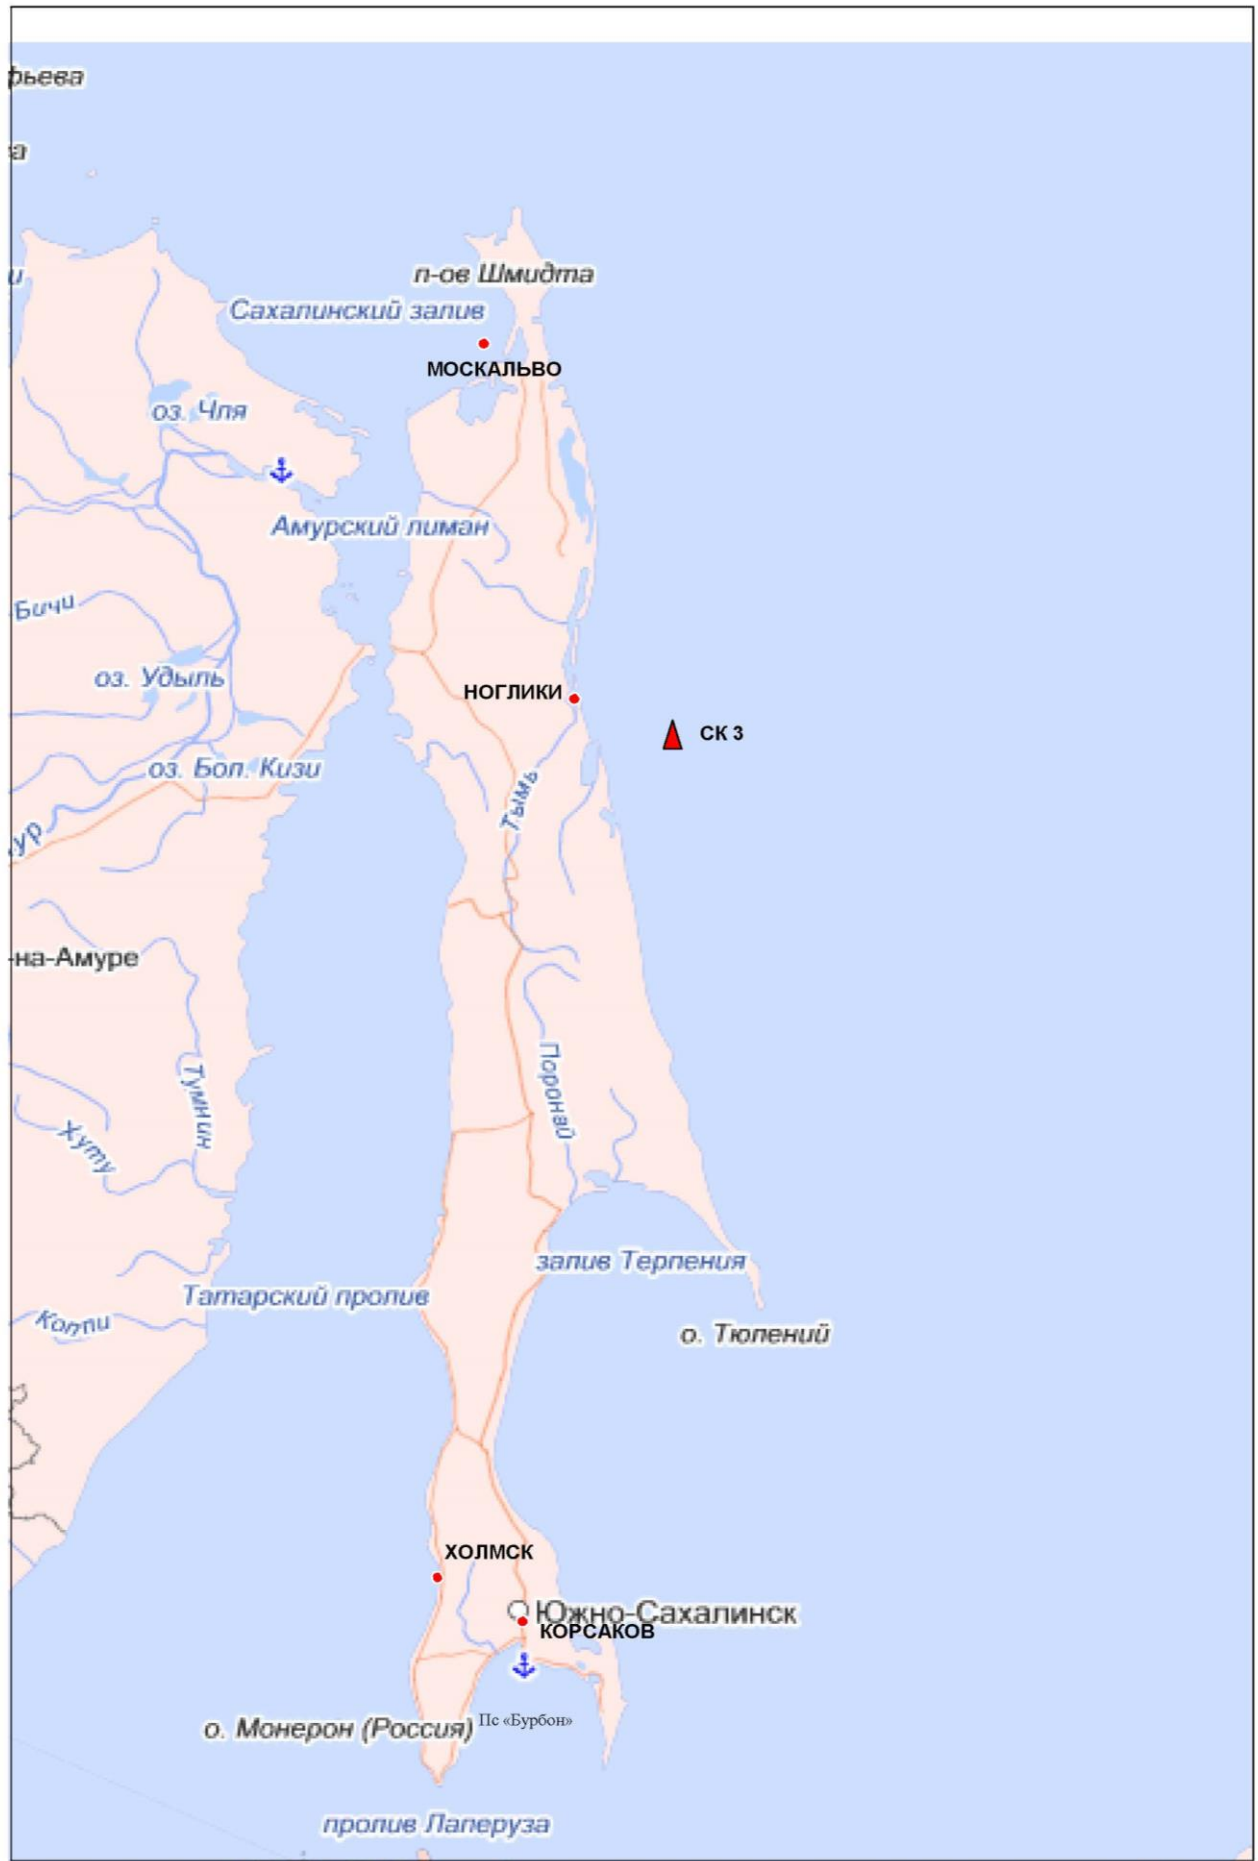 фьева
а
п-ов Шмидта
и
Сахалинский залив
МОСКАЛЬВО
оз. Чля
Амурский лиман
Бичи
оз. Удыль
НОГЛИКИ
СК 3
оз. Бол. Кизи
Тымь
ур
-на-Амуре
Поронай
Тумнин
Хуту
залив Терпения
Татарский пролив
Коппи
о. Тюлений
ХОЛМСК
Южно-Сахалинск
КОРСАКОВ
Пс «Бурбон»
о. Монерон (Россия)
пролив Лаперуза